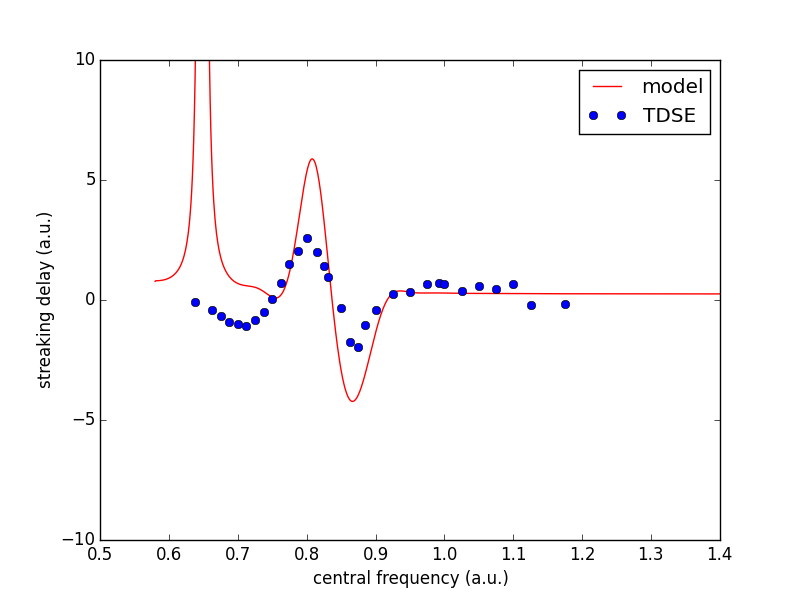 10
5
0
−5
−10
0.5 0.6 0.7 0.8 0.9 1.0 1.1 1.2 1.3 1.4
central frequency (a.u.)
streaking delay (a.u.)
model
TDSE